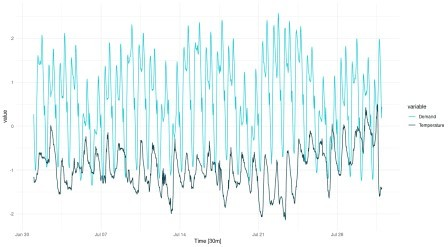 2
1
0
-1
-2
value
Jun 30
Jul 07
Jul 14
Jul 21
Jul 28
Time [30m]
variable
Demand
Temperature